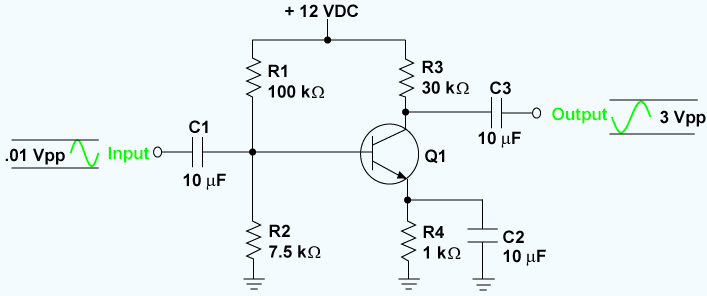 + 12 VDC
R1
100 kΩ
R3
30 kΩ
C3
10 μF
Output
3 Vpp
C1
10 μF
.01 Vpp
Input
Q1
R2
7.5 kΩ
R4
1 kΩ
C2
10 μF